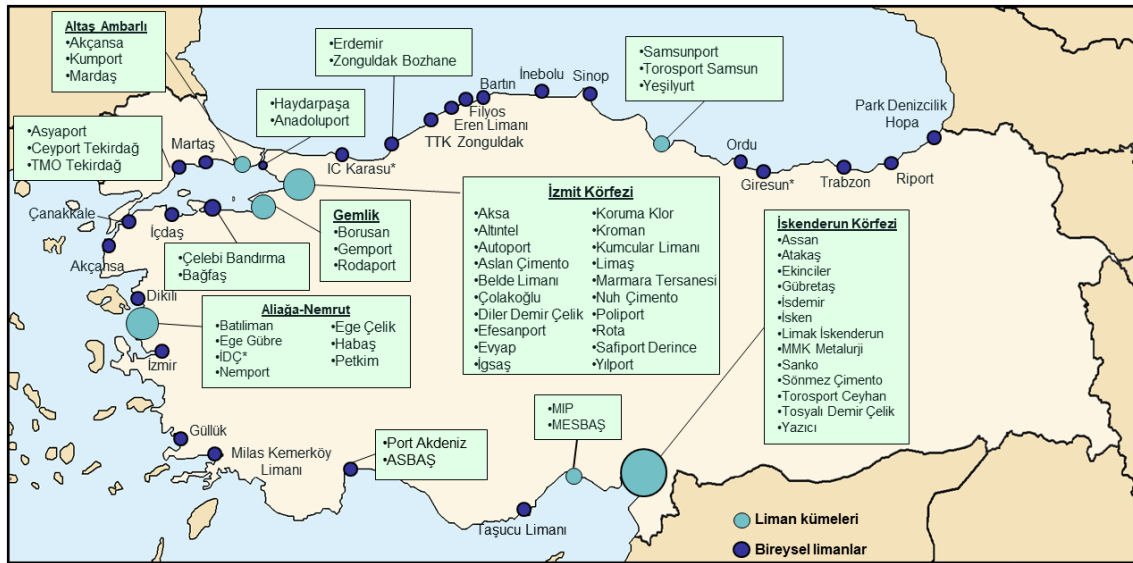 Altaş Ambarlı
•Akçansa
•Kumport
•Mardaş
•Erdemir
•Zonguldak Bozhane
•Haydarpaşa
•Anadoluport
•Asyaport
•Ceyport Tekirdağ
•TMO Tekirdağ
Martaş
IC Karasu*
TTK Zonguldak
Eren Limanı
Filyos
Bartın
İnebolu
Sinop
•Samsunport
•Torosport Samsun
•Yeşilyurt
Ordu
Giresun*
Trabzon
Riport
Park Denizcilik
Hopa
Çanakkale
İçdaş
Akçansa
•Çelebi Bandırma
•Bağfaş
Gemlik
•Borusan
•Gemport
•Rodaport
İzmit Körfezi
•Aksa
•Altıntel
•Autoport
•Aslan Çimento
•Belde Limanı
•Çolakoğlu
•Diler Demir Çelik
•Efesanport
•Evyap
•İgsaş
•Koruma Klor
•Kroman
•Kumcular Limanı
•Limaş
•Marmara Tersanesi
•Nuh Çimento
•Poliport
•Rota
•Safiport Derince
•Yılport
İskenderun Körfezi
•Assan
•Atakaş
•Ekinciler
•Gübretaş
•İsdemir
•İsken
•Limak İskenderun
•MMK Metalurji
•Sanko
•Sönmez Çimento
•Torosport Ceyhan
•Tosyalı Demir Çelik
•Yazıcı
Dikili
Aliağa-Nemrut
•Batıliman
•Ege Gübre
•İDÇ*
•Nemport
•Ege Çelik
•Habaş
•Petkim
İzmir
Güllük
Milas Kemerköy
Limanı
•Port Akdeniz
•ASBAŞ
•MIP
•MESBAŞ
Taşucu Limanı
Liman kümeleri
Bireysel limanlar